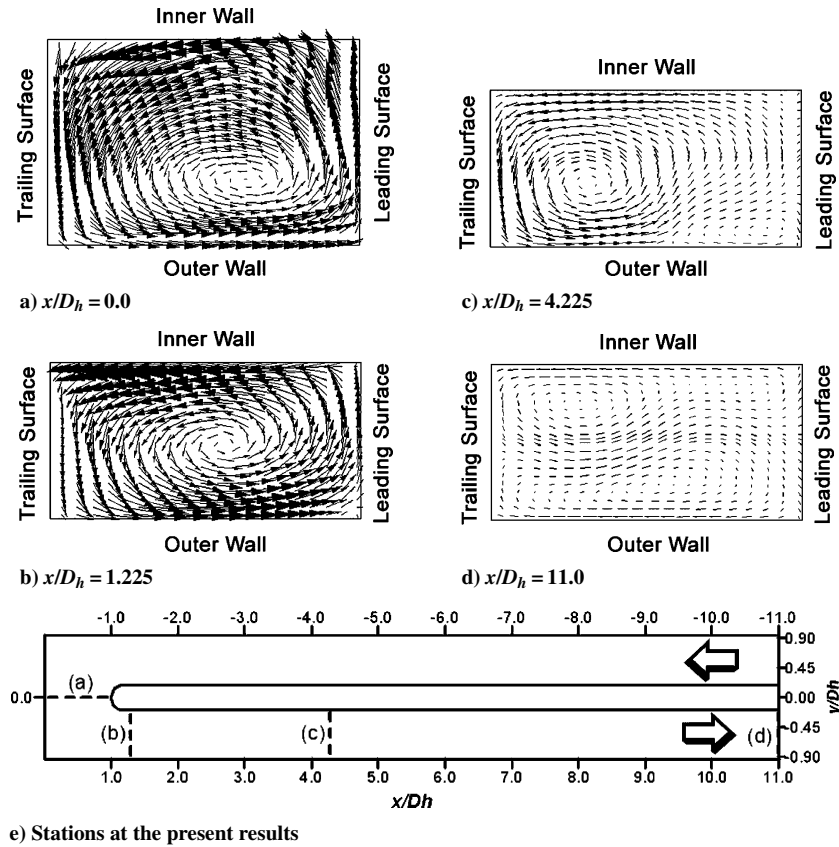 Inner Wall
Trailing Surface
Leading Surface
Outer Wall
a) x/Dh = 0.0
Inner Wall
Trailing Surface
Leading Surface
Outer Wall
c) x/Dh = 4.225
Inner Wall
Trailing Surface
Leading Surface
Outer Wall
b) x/Dh = 1.225
Inner Wall
Trailing Surface
Leading Surface
Outer Wall
d) x/Dh = 11.0
-1.0 -2.0 -3.0 -4.0 -5.0 -6.0 -7.0 -8.0 -9.0 -10.0 -11.0
0.90
0.45
0.0 (a) 0.00
-0.45
(b) (c) (d)
-0.90
y/Dh
1.0 2.0 3.0 4.0 5.0 6.0 7.0 8.0 9.0 10.0 11.0
x/Dh
e) Stations at the present results